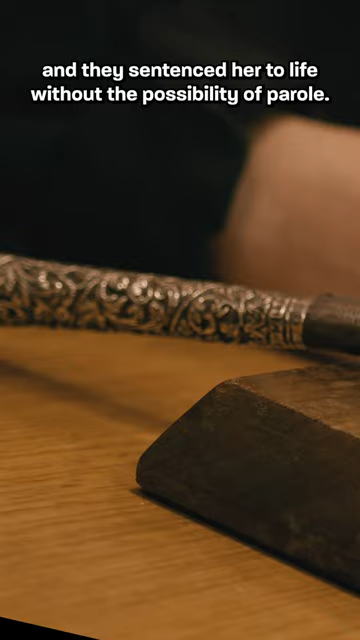 and they sentenced her to life
without the possibility of parole.